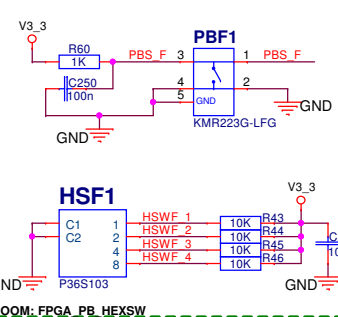 V3_3
R60
1K
PBS_F
PBF1
3
1
PBS_F
C250
100n
4
5
GND
2
GND
GND
KMR223G-LFG
HSF1
V3_3
C1
C2
1
2
4
8
HSWF_1
HSWF_2
HSWF_3
HSWF_4
10K
10K
10K
10K
R43
R44
R45
R46
P36S103
GND
OOM: FPGA_PB_HEXSW